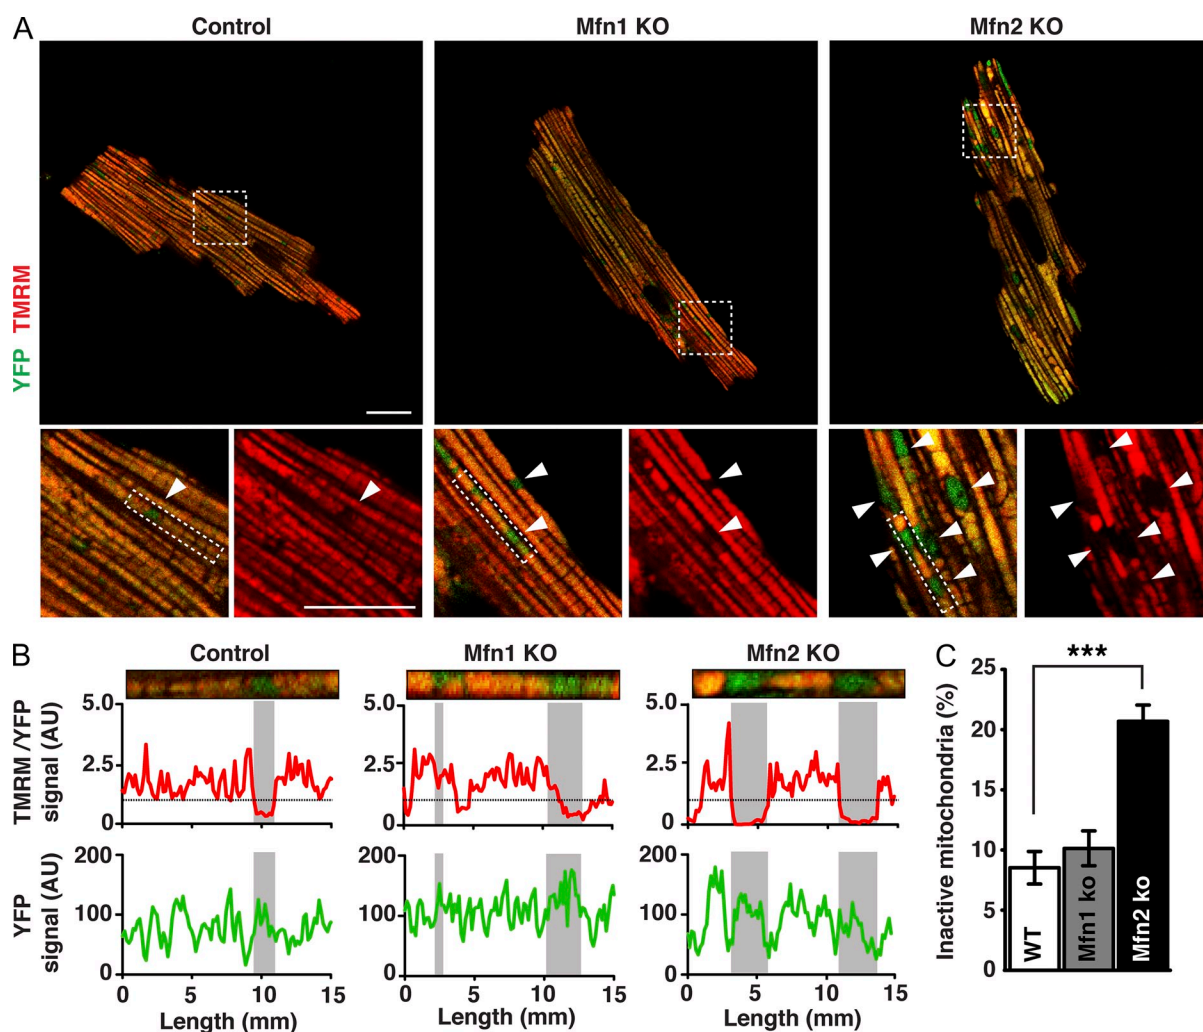 A
Control
Mfn1 KO
Mfn2 KO
YFP TMRM
B
Control
Mfn1 KO
Mfn2 KO
TMRM /YFP
signal (AU)
5.0
2.5
0
5.0
2.5
0
5.0
2.5
0
YFP
signal (AU)
200
100
0
200
100
0
200
100
0
0 5 10 15
0 5 10 15
0 5 10 15
Length (mm)
Length (mm)
Length (mm)
C
Inactive mitochondria (%)
25
20
15
10
5
0
***
WT
Mfn1 ko
Mfn2 ko